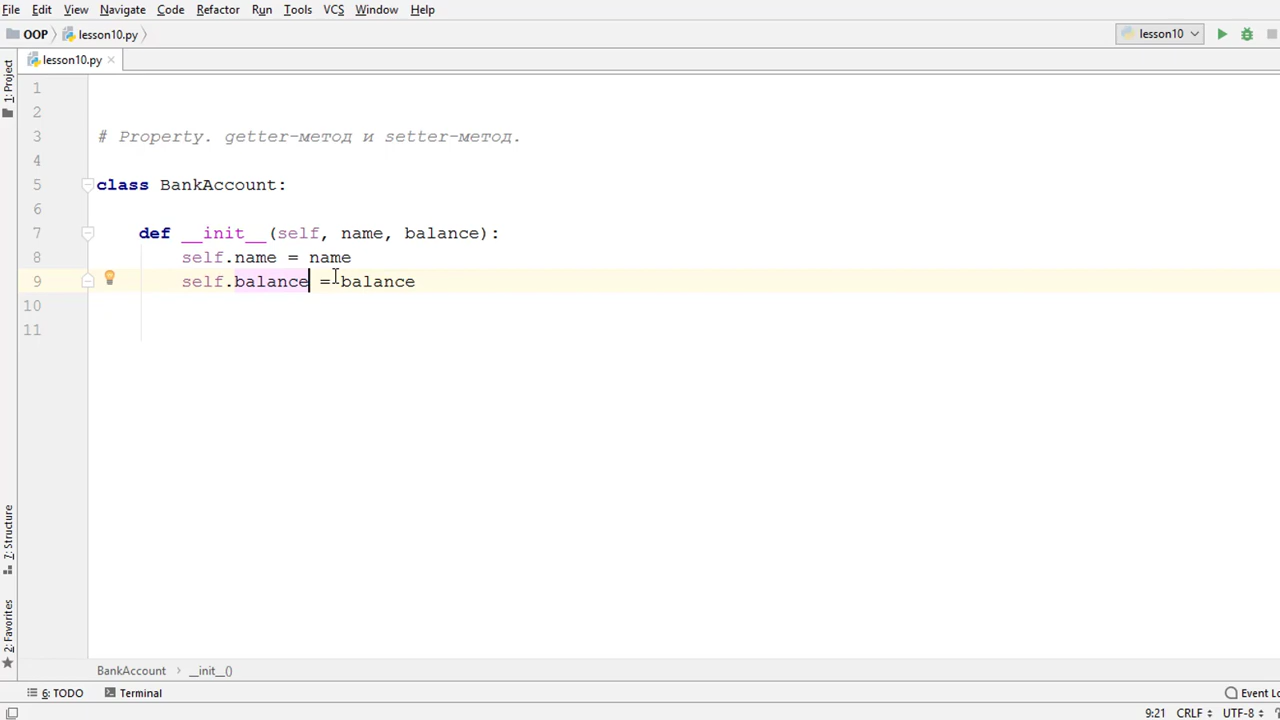 File Edit View Navigate Code Refactor Run Tools VCS Window Help
OOP lesson10.py lesson10
lesson10.py
1: Project
1
2
3 # Property. getter-метод и setter-метод.
4
5 class BankAccount:
6
7 def __init__(self, name, balance):
8 self.name = name
9 self.balance = balance
10
11
7: Structure
2: Favorites
BankAccount __init__()
6: TODO Terminal Event Lo
9:21 CRLF UTF-8